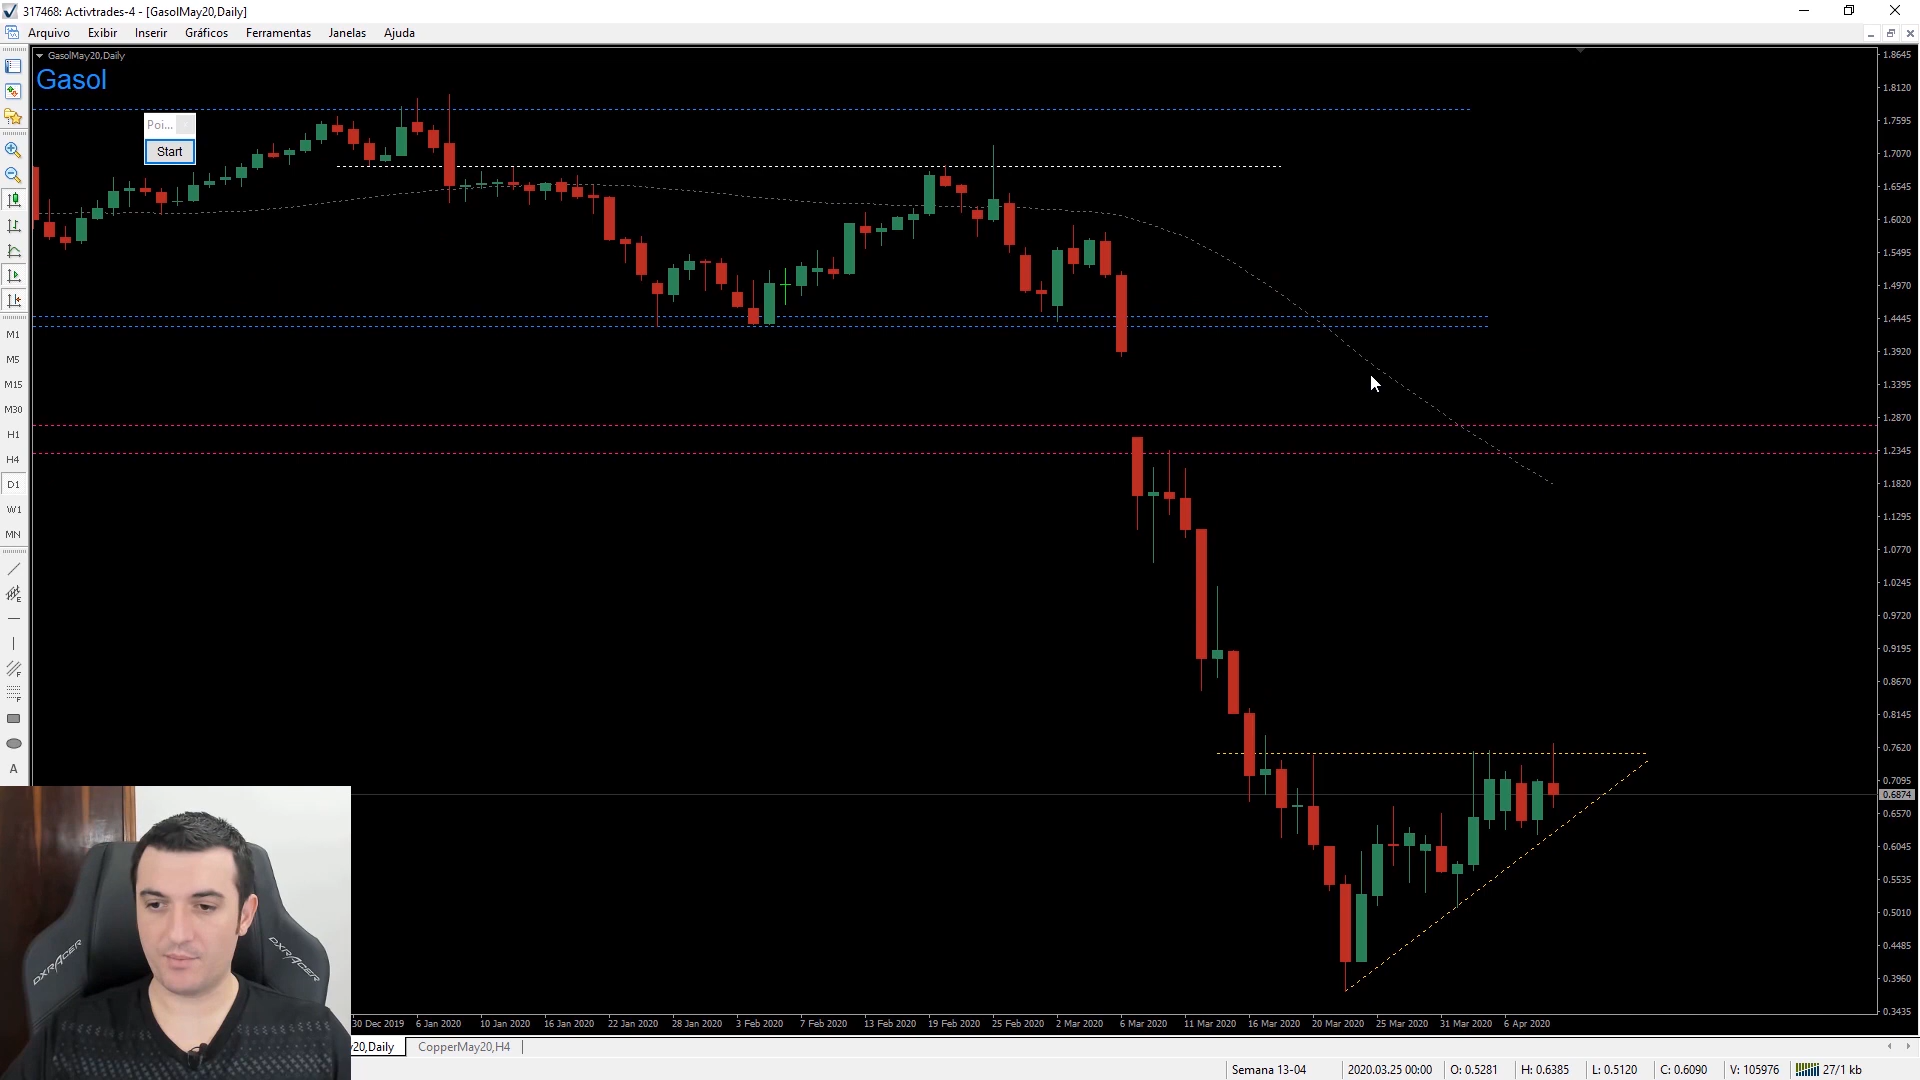 317468: Activtrades-4 - [GasolMay20,Daily]
Arquivo Exibir Inserir Gráficos Ferramentas Janelas Ajuda
GasolMay20,Daily
Gasol
Poi...
Start
M1
M5
M15
M30
H1
H4
D1
W1
MN
A
1.8645
1.8120
1.7595
1.7070
1.6545
1.6020
1.5495
1.4970
1.4445
1.3920
1.3395
1.2870
1.2345
1.1820
1.1295
1.0770
1.0245
0.9720
0.9195
0.8670
0.8145
0.7620
0.7095
0.6874
0.6570
0.6045
0.5535
0.5010
0.4485
0.3960
0.3435
DXRACER
DXRACER
30 Dec 2019 6 Jan 2020 10 Jan 2020 16 Jan 2020 22 Jan 2020 28 Jan 2020 3 Feb 2020 7 Feb 2020 13 Feb 2020 19 Feb 2020 25 Feb 2020 2 Mar 2020 6 Mar 2020 11 Mar 2020 16 Mar 2020 20 Mar 2020 25 Mar 2020 31 Mar 2020 6 Apr 2020
y20,Daily CopperMay20,H4
Semana 13-04 2020.03.25 00:00 O: 0.5281 H: 0.6385 L: 0.5120 C: 0.6090 V: 105976 27/1 kb